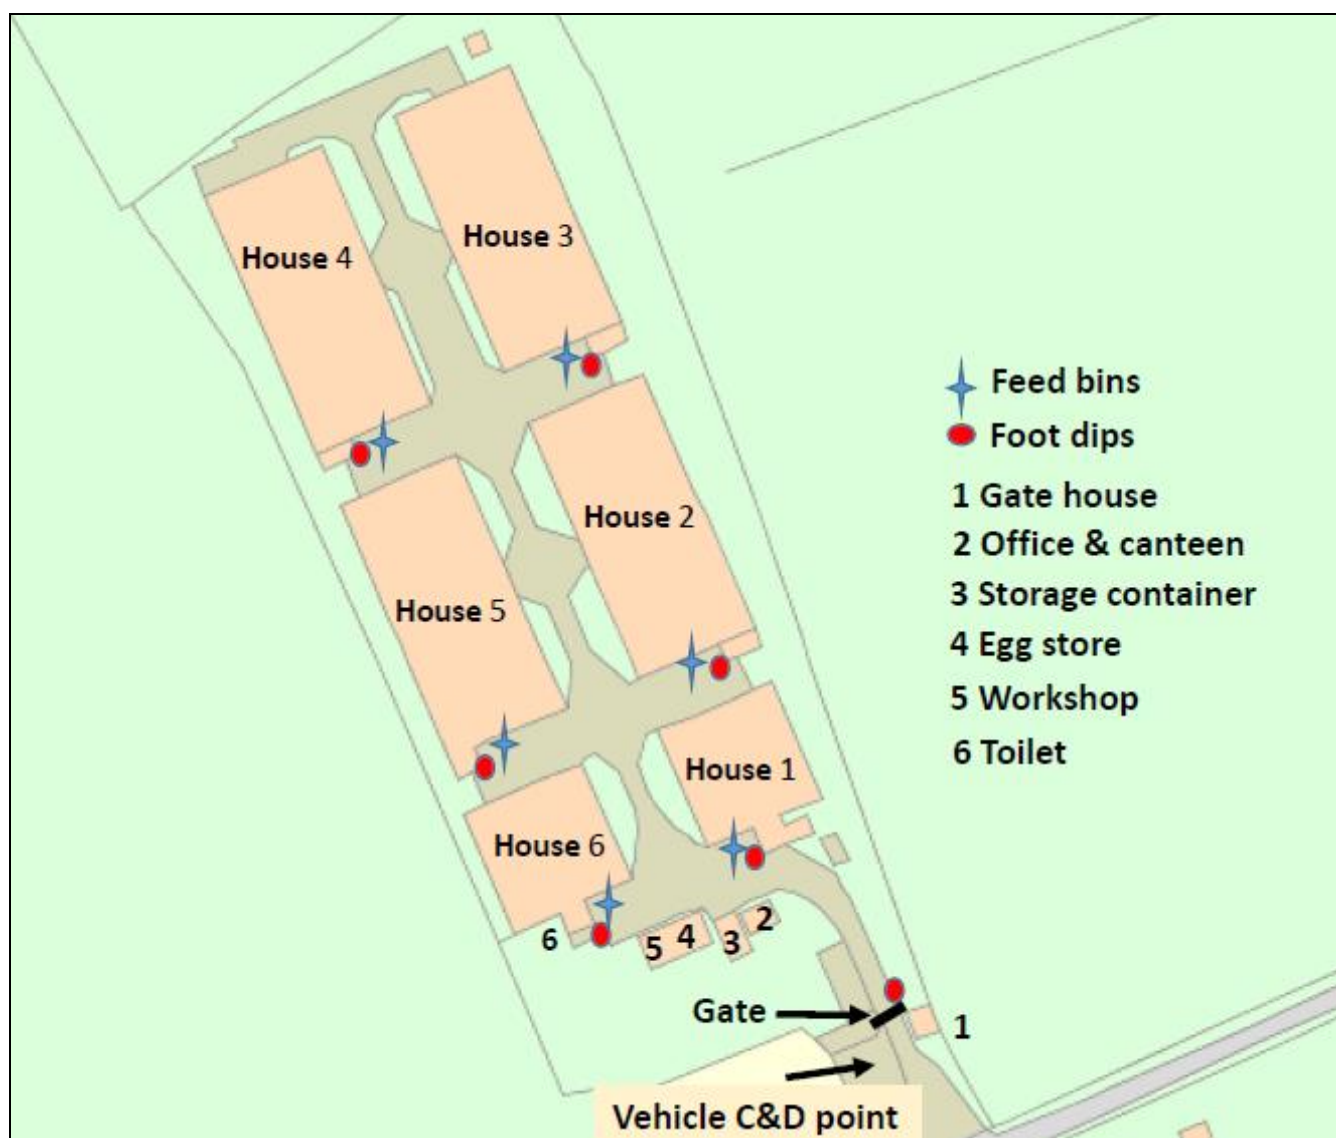 House 3
House 4
House 2
House 5
House 1
House 6
6
5
4
3
2
Gate
1
Vehicle C&D point
Feed bins
Foot dips
1 Gate house
2 Office & canteen
3 Storage container
4 Egg store
5 Workshop
6 Toilet